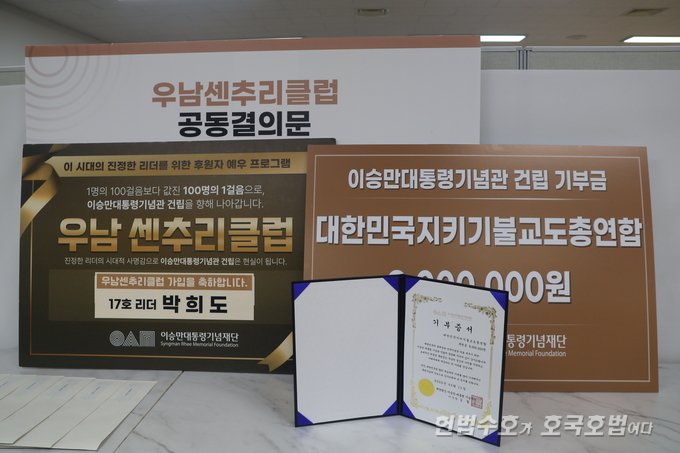 우남센추리클럽
공동결의문
이 시대의 진정한 리더를 위한 후원자 예우 프로그램
1명의 100걸음보다 값진 100명의 1걸음으로,
이승만대통령기념관 건립을 향해 나아갑니다.
우남 센추리클럽
진정한 리더의 시대적 사명감으로 이승만대통령기념관 건립은 현실이 됩니다.
우남센추리클럽 가입을 축하합니다.
17호 리더 박희도
이승만대통령기념재단
Syngman Rhee Memorial Foundation
이승만대통령기념관 건립 기부금
대한민국지키기불교도총연합
000원
통령기념재단
Memorial Foundation
기부증서
헌법수호가 호국호법이다